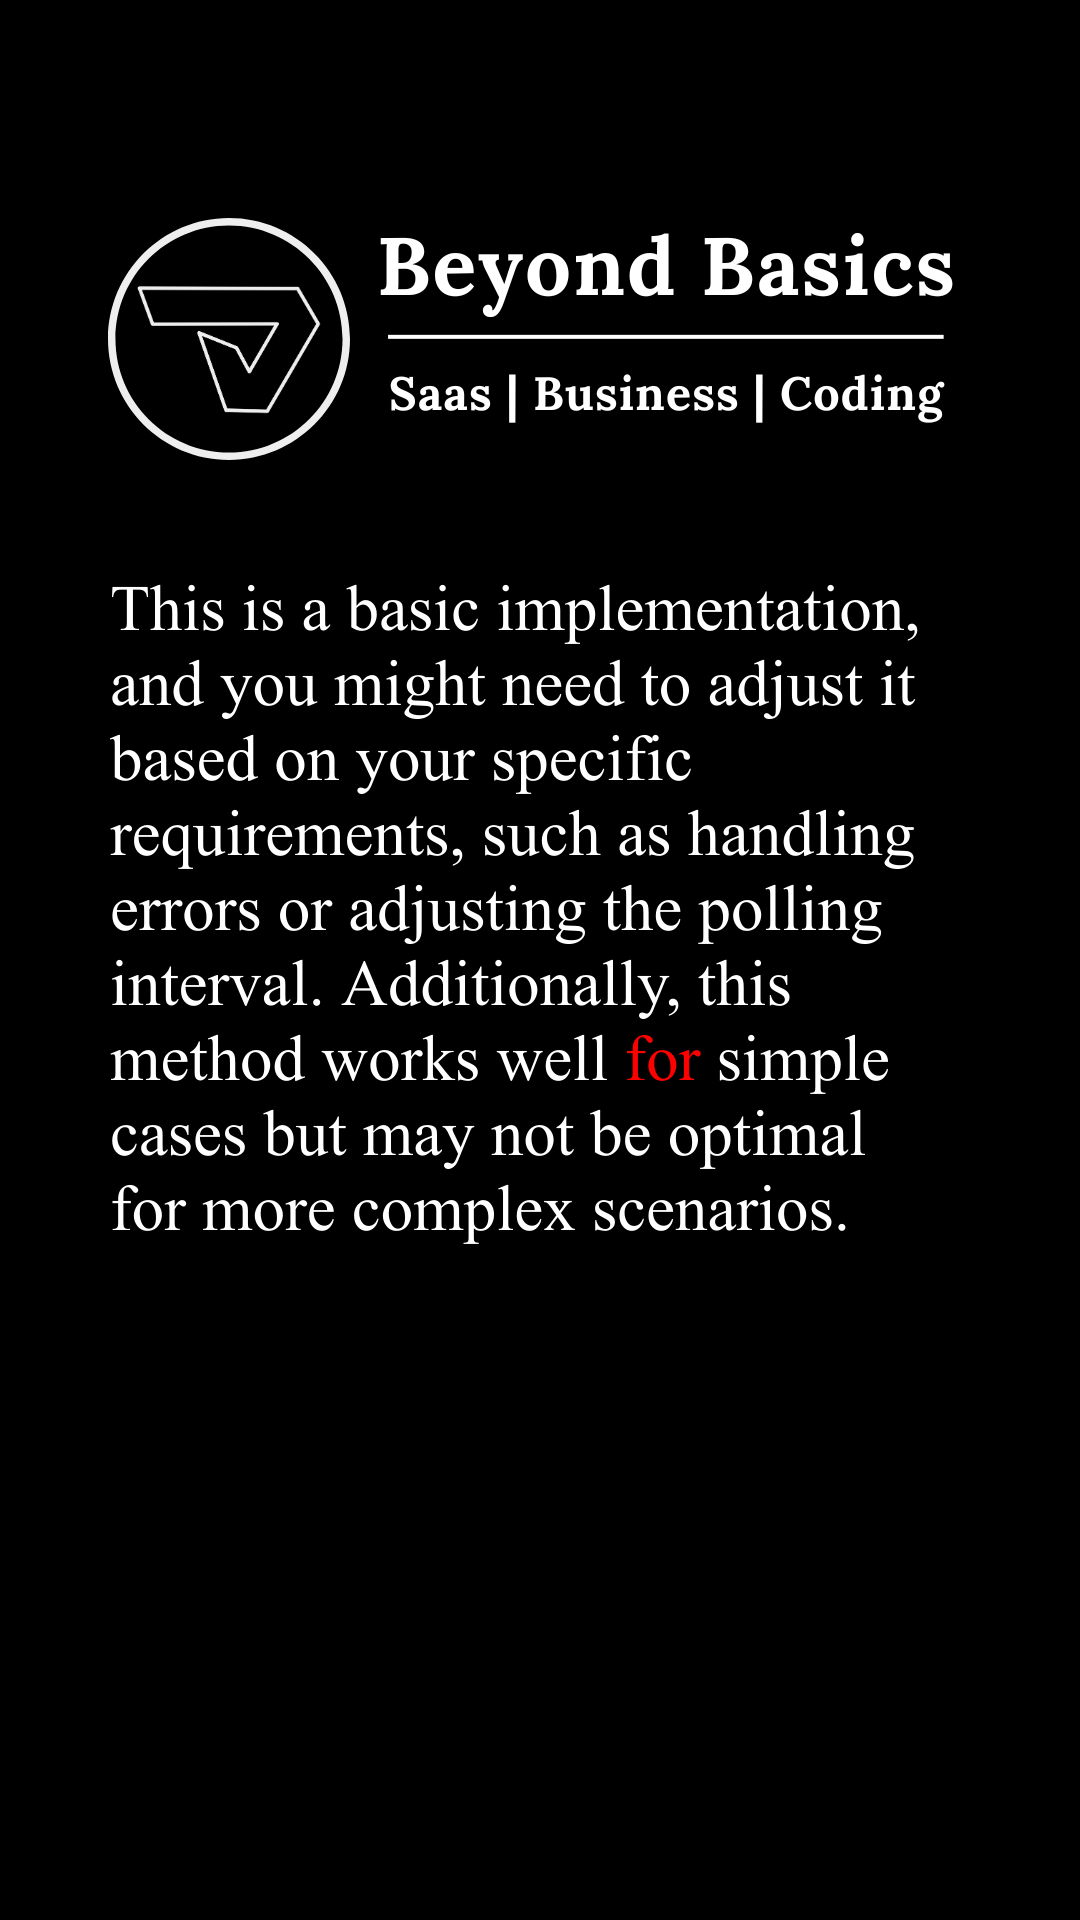 Beyond Basics
Saas | Business | Coding
This is a basic implementation,
and you might need to adjust it
based on your specific
requirements, such as handling
errors or adjusting the polling
interval. Additionally, this
method works well for simple
cases but may not be optimal
for more complex scenarios.